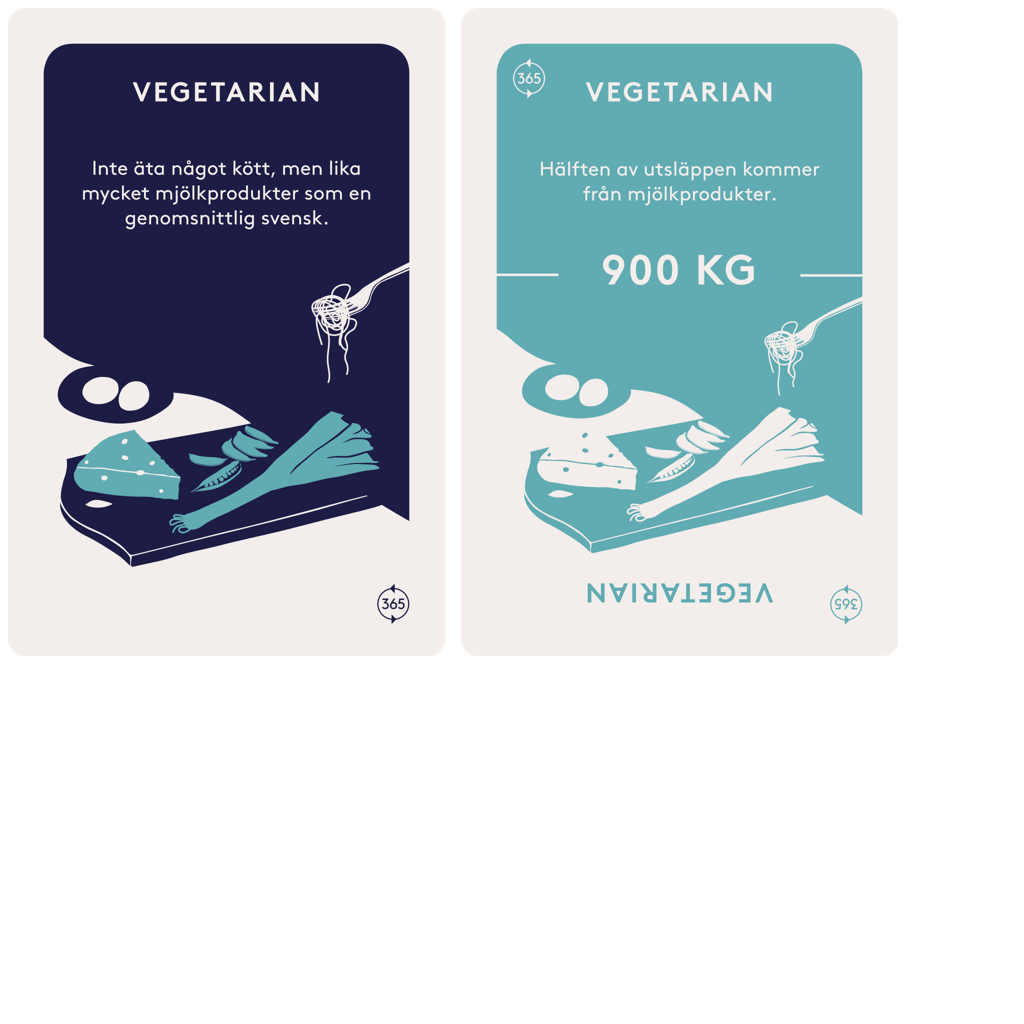 VEGETARIAN
Inte äta något kött, men lika
mycket mjölkprodukter som en
genomsnittlig svensk.
365
365
VEGETARIAN
Hälften av utsläppen kommer
från mjölkprodukter.
900 KG
VEGETARIAN
365